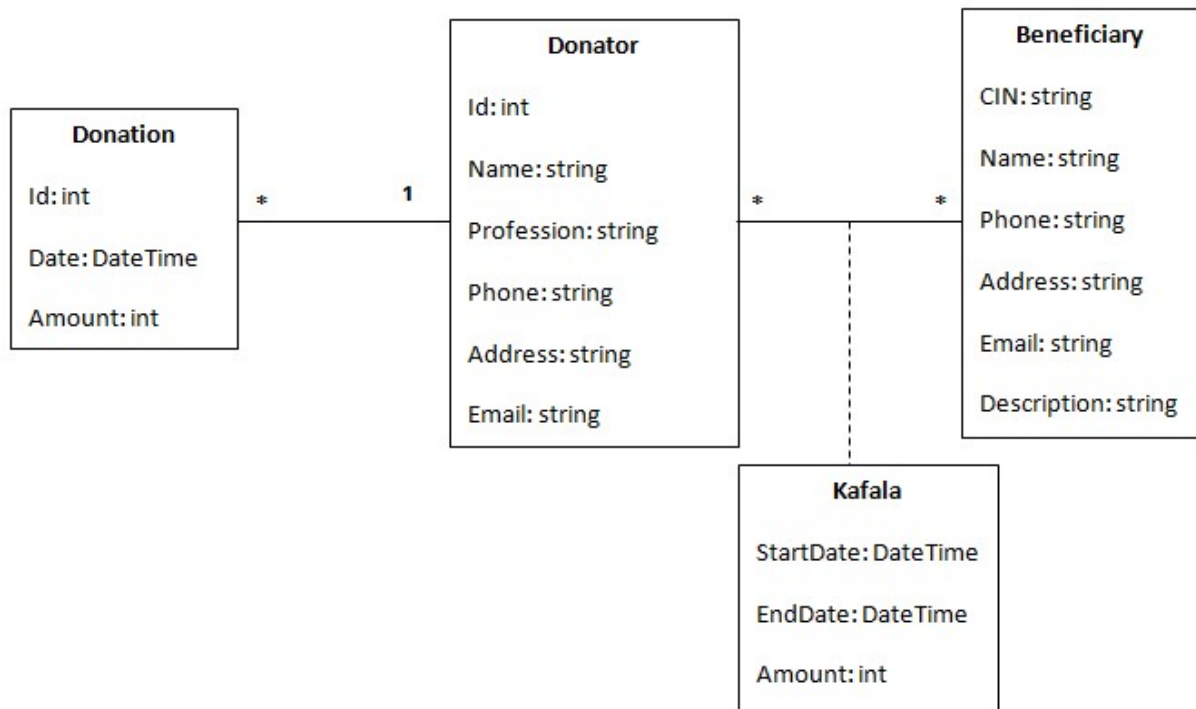 Donation
Id: int
Date: DateTime
Amount: int
*
1
Donator
Id: int
Name: string
Profession: string
Phone: string
Address: string
Email: string
*
*
Beneficiary
CIN: string
Name: string
Phone: string
Address: string
Email: string
Description: string
Kafala
StartDate: DateTime
EndDate: DateTime
Amount: int